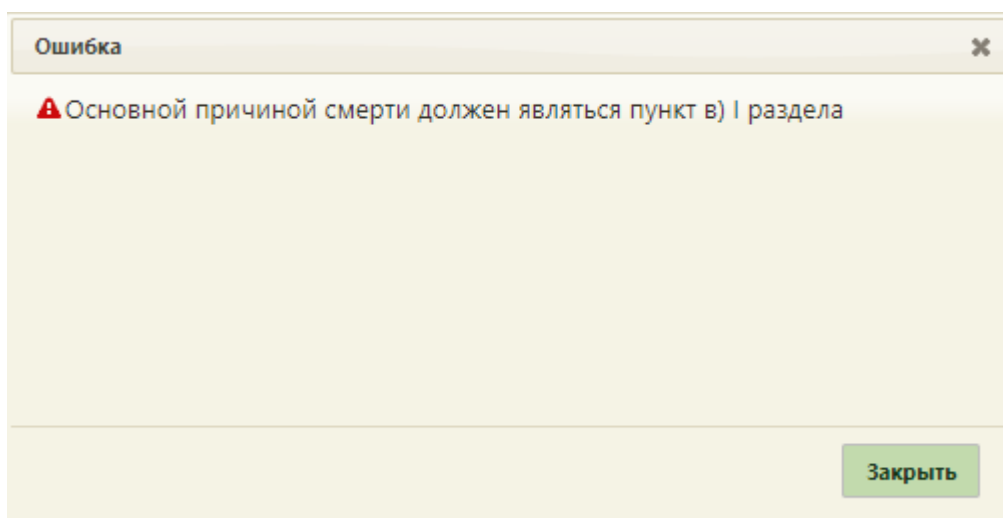 Ошибка
Основной причиной смерти должен являться пункт в) I раздела
Закрыть